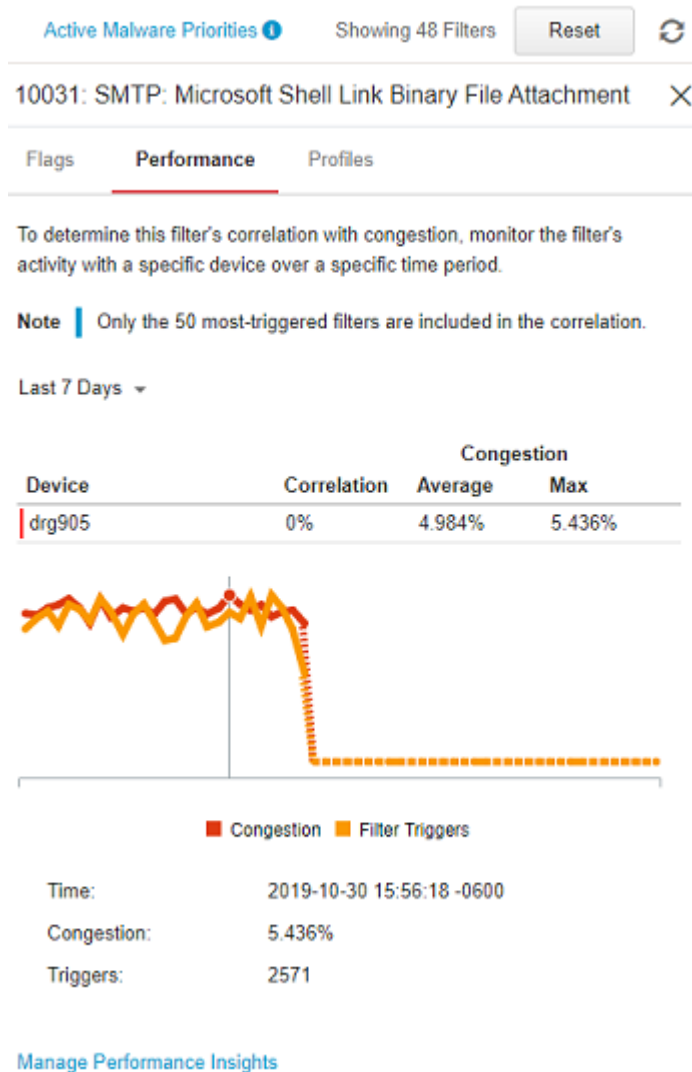 Active Malware Priorities i Showing 48 Filters Reset
10031: SMTP: Microsoft Shell Link Binary File Attachment
Flags Performance Profiles
To determine this filter's correlation with congestion, monitor the filter's
activity with a specific device over a specific time period.
Note Only the 50 most-triggered filters are included in the correlation.
Last 7 Days
Congestion
Device Correlation Average Max
drg905 0% 4.984% 5.436%
Congestion Filter Triggers
Time: 2019-10-30 15:56:18 -0600
Congestion: 5.436%
Triggers: 2571
Manage Performance Insights